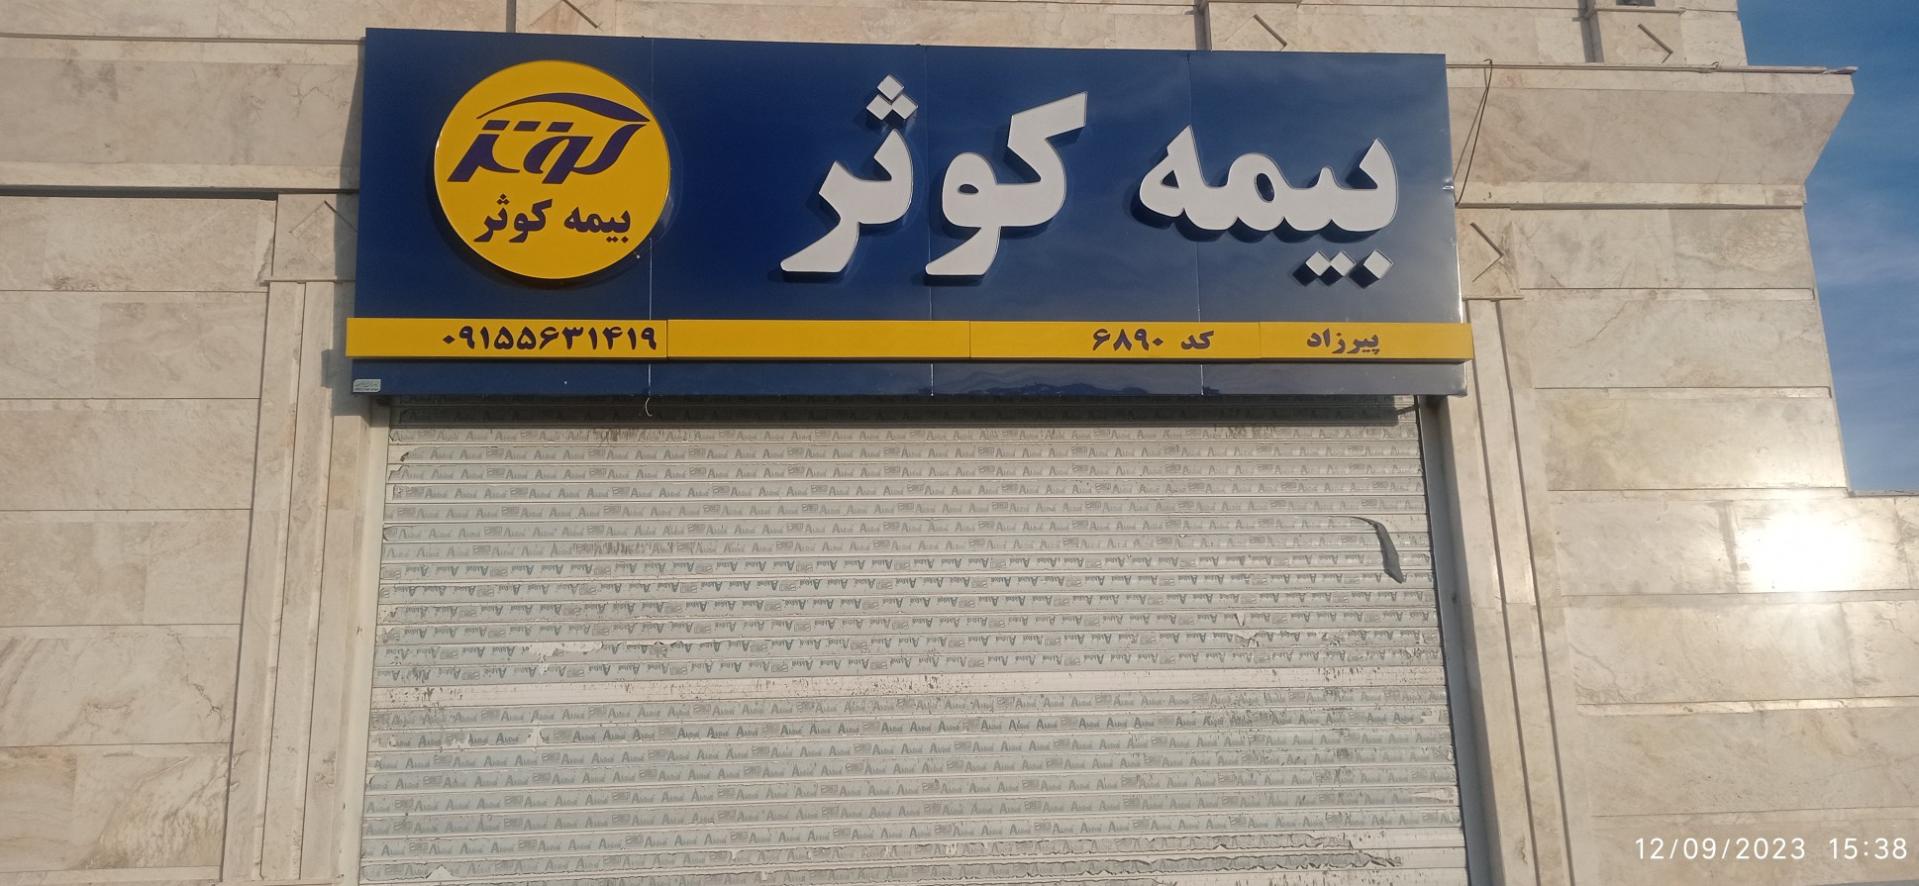 بیمه کوثر
کوثر
بیمه کوثر
پیرزاد کد ۶۸۹۰ ۰۹۱۵۵۶۳۱۴۱۹
12/09/2023 15:38